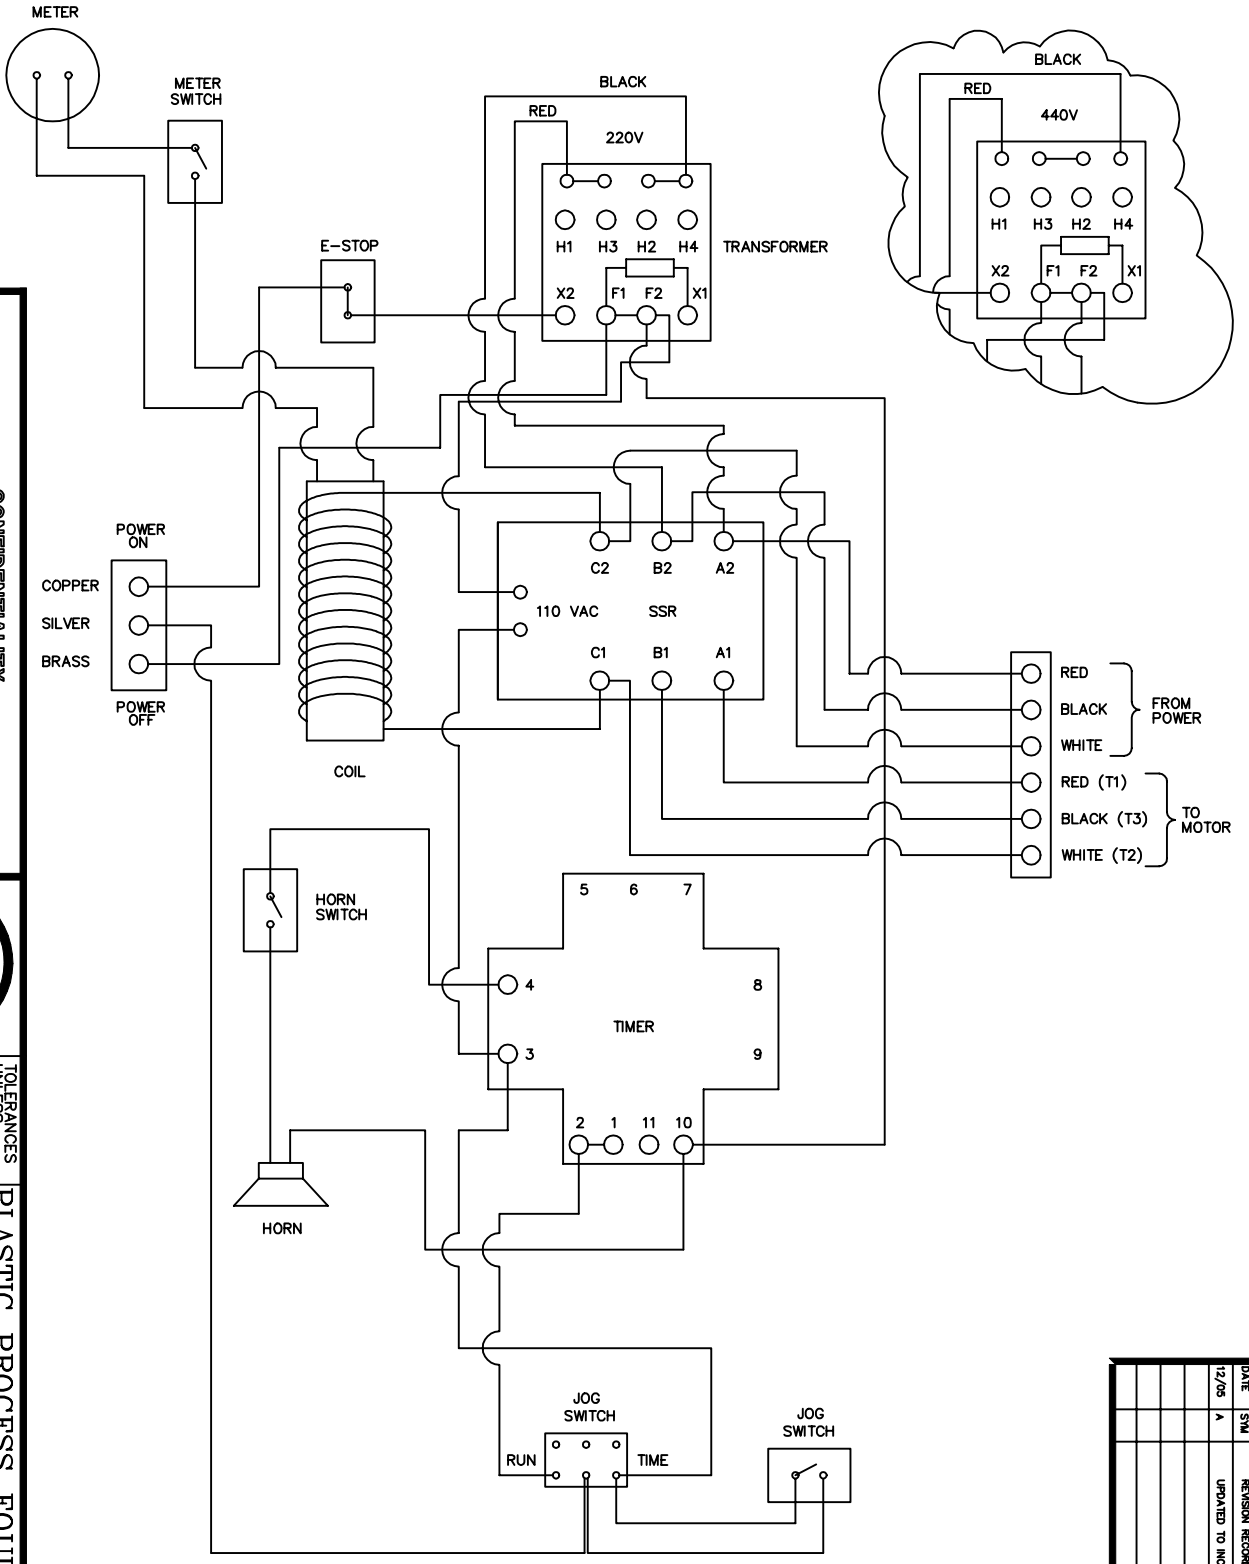 METER
METER
SWITCH
BLACK
RED
220V
H1 H3 H2 H4
TRANSFORMER
X2 F1 F2 X1
BLACK
RED
440V
H1 H3 H2 H4
X2 F1 F2 X1
E-STOP
POWER
ON
COPPER
SILVER
BRASS
POWER
OFF
COIL
C2 B2 A2
110 VAC SSR
C1 B1 A1
RED
BLACK
WHITE
FROM
POWER
RED (T1)
BLACK (T3)
WHITE (T2)
TO
MOTOR
HORN
SWITCH
5 6 7
4 8
TIMER
3 9
2 1 11 10
HORN
JOG
SWITCH
RUN TIME
JOG
SWITCH
TOLERANCES
PLASTIC PROCESS
DATE SYM REVISION
12/05 A UPDATED TO